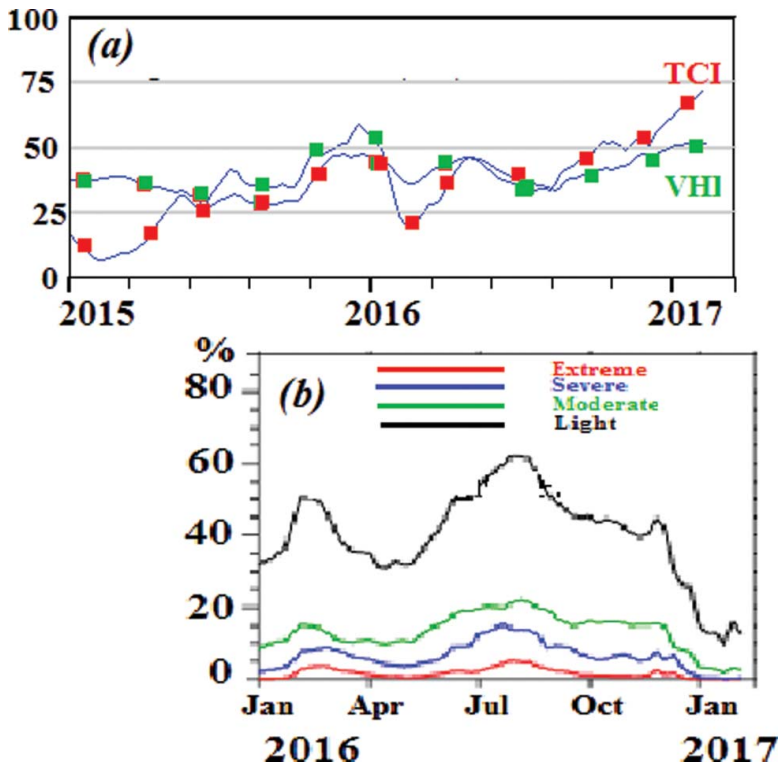 100
(a)
75
TCI
50
VHI
25
0
2015 2016 2017
%
80
(b)
Extreme
Severe
Moderate
Light
60
40
20
0
Jan Apr Jul Oct Jan
2016 2017